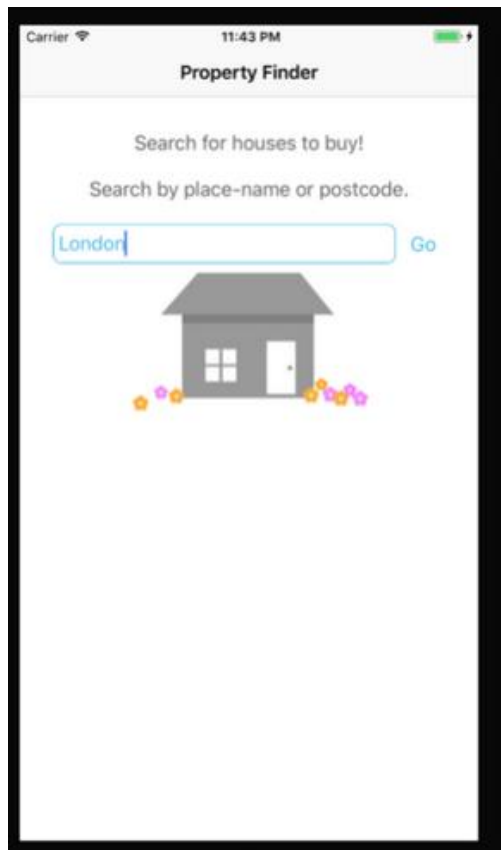 Carrier 11:43 PM
Property Finder
Search for houses to buy!
Search by place-name or postcode.
London Go